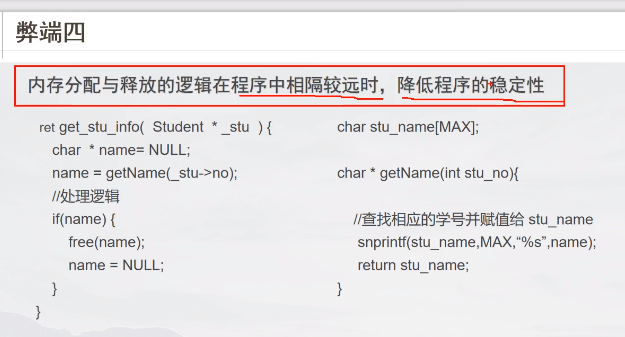 弊端四
内存分配与释放的逻辑在程序中相隔较远时，降低程序的稳定性
ret get_stu_info( Student * _stu ) {
char * name= NULL;
name = getName(_stu->no);
//处理逻辑
if(name) {
free(name);
name = NULL;
}
}
char stu_name[MAX];
char * getName(int stu_no){
//查找相应的学号并赋值给 stu_name
snprintf(stu_name,MAX,“%s”,name);
return stu_name;
}